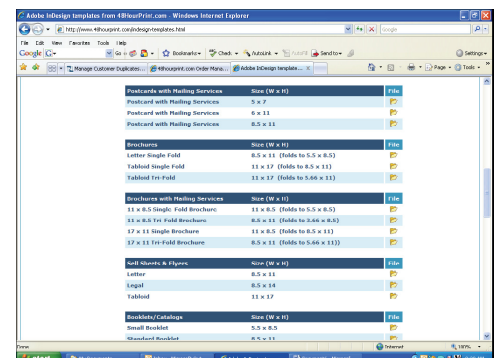 Adobe InDesign templates from 48HourPrint.com - Windows Internet Explorer
http://www.48hourprint.com/indesign-templates.html
Google
File Edit View Favorites Tools Help
Google Go Bookmarks Check AutoLink AutoFill Send to Settings
Manage Customer Duplicates... 48hourprint.com Order Mana... Adobe InDesign template... Page Tools
Postcards with Mailing Services Size (W x H) File
Postcard with Mailing Services 5 x 7
Postcard with Mailing Services 6 x 11
Postcard with Mailing Services 8.5 x 11
Brochures Size (W x H) File
Letter Single Fold 8.5 x 11 (folds to 5.5 x 8.5)
Tabloid Single Fold 11 x 17 (folds to 8.5 x 11)
Tabloid Tri-Fold 11 x 17 (folds to 5.66 x 11)
Brochures with Mailing Services Size (W x H) File
11 x 8.5 Single Fold Brochure 11 x 8.5 (folds to 5.5 x 8.5)
11 x 8.5 Tri Fold Brochure 8.5 x 11 (folds to 3.66 x 8.5)
17 x 11 Single Brochure 11 x 8.5 (folds to 8.5 x 11)
17 x 11 Tri-Fold Brochure 8.5 x 11 (folds to 5.66 x 11))
Sell Sheets & Flyers Size (W x H) File
Letter 8.5 x 11
Legal 8.5 x 14
Tabloid 11 x 17
Booklets/Catalogs Size (W x H) File
Small Booklet 5.5 x 8.5
Standard Booklet 8.5 x 11
Done Internet 100%
start